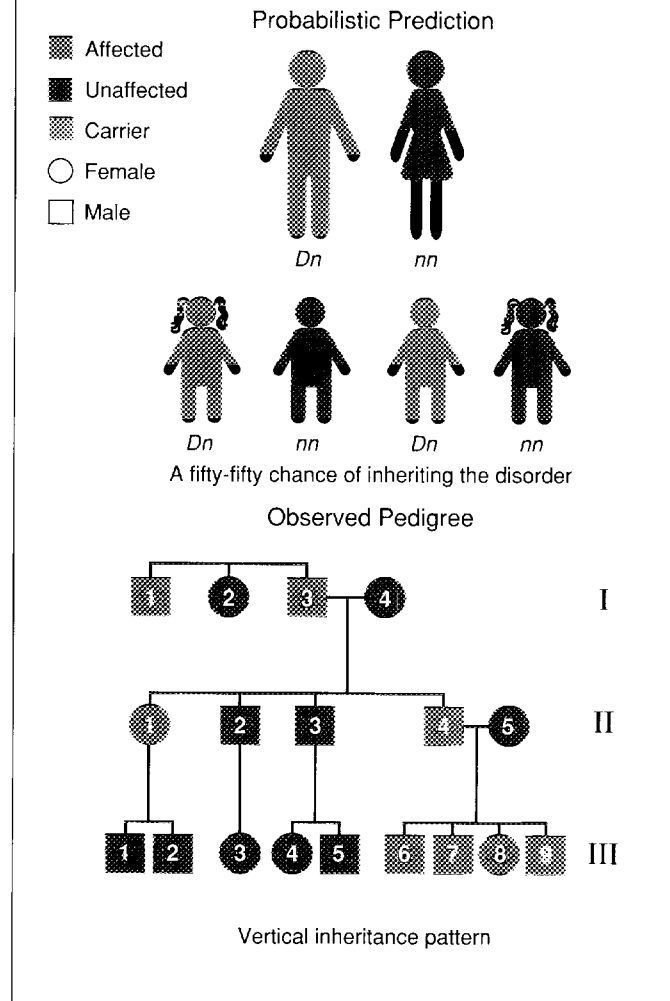 Probabilistic Prediction
Affected
Unaffected
Carrier
Female
Male
Dn nn
Dn nn Dn nn
A fifty-fifty chance of inheriting the disorder
Observed Pedigree
1 2 3 4 I
1 2 3 4 5 II
1 2 3 4 5 6 7 8 9 III
Vertical inheritance pattern